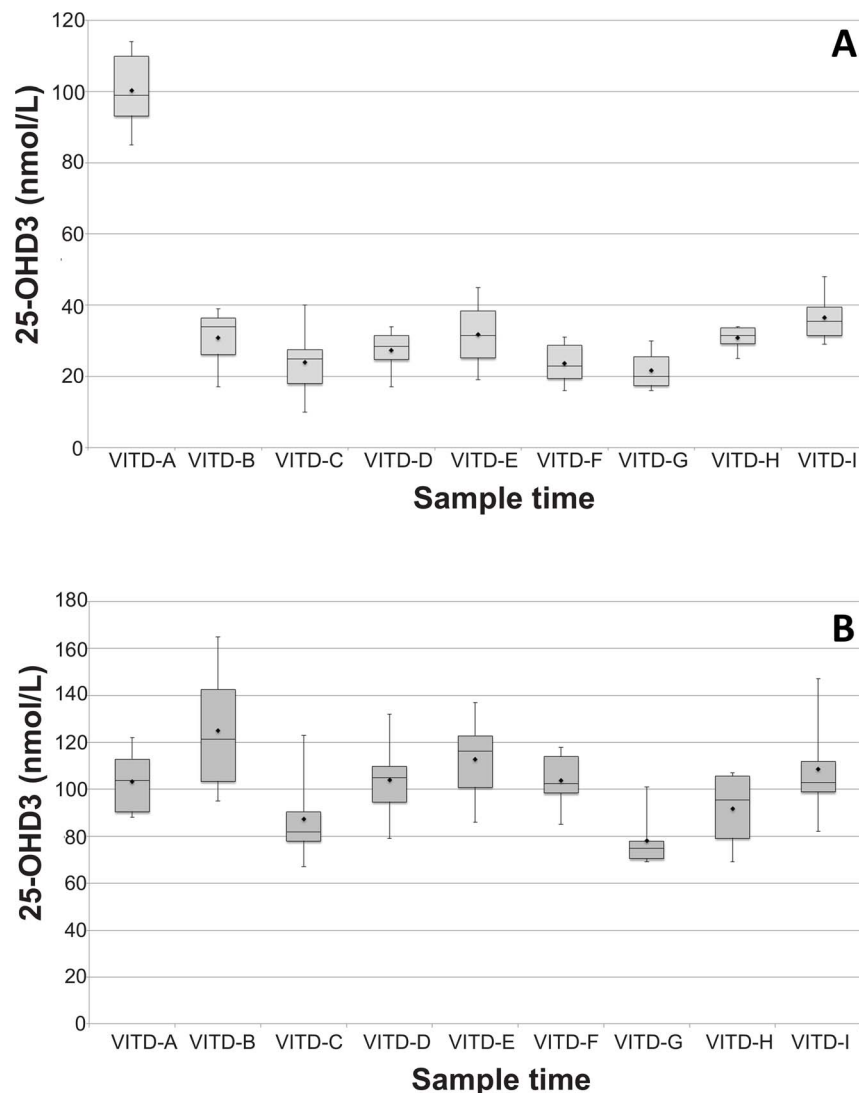 A
120
100
80
60
40
20
0
25-OHD3 (nmol/L)
VITD-A VITD-B VITD-C VITD-D VITD-E VITD-F VITD-G VITD-H VITD-I
Sample time
B
180
160
140
120
100
80
60
40
20
0
25-OHD3 (nmol/L)
VITD-A VITD-B VITD-C VITD-D VITD-E VITD-F VITD-G VITD-H VITD-I
Sample time